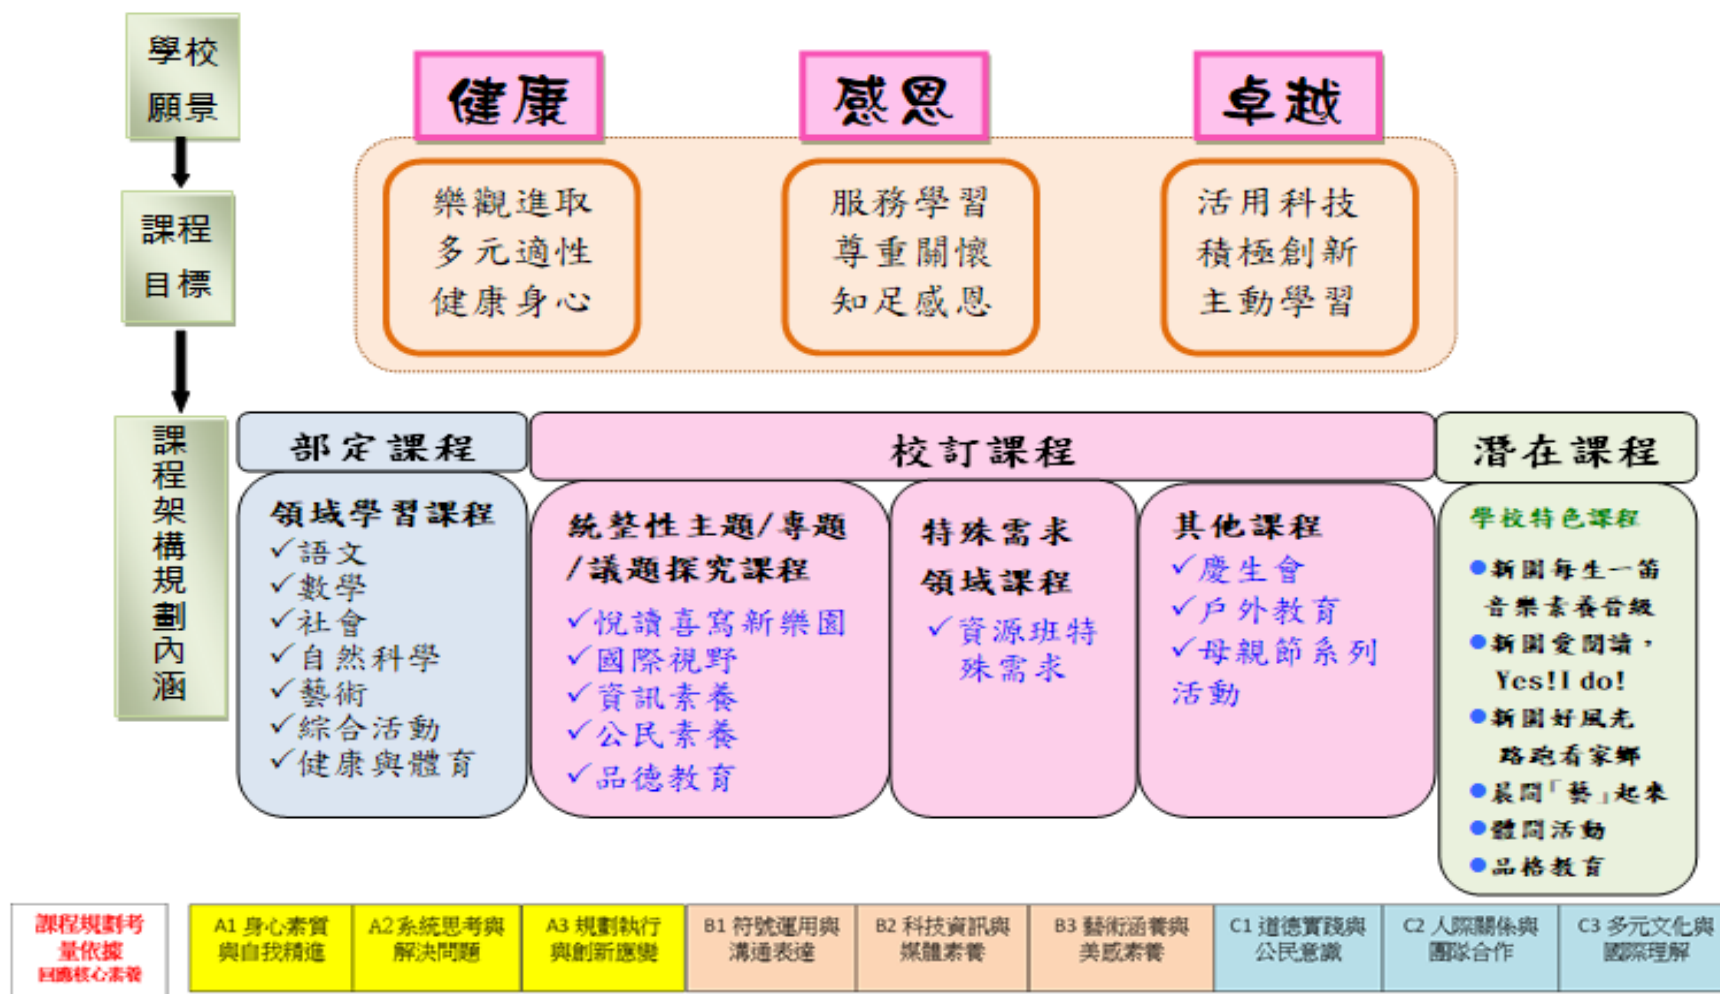 學校
願景
健康
感恩
卓越
課程
目標
樂觀進取
多元適性
健康身心
服務學習
尊重關懷
知足感恩
活用科技
積極創新
主動學習
課程架構規劃內涵
部定課程
校訂課程
潛在課程
領域學習課程
✓語文
✓數學
✓社會
✓自然科學
✓藝術
✓綜合活動
✓健康與體育
統整性主題/專題
/議題探究課程
✓悅讀喜寫新樂園
✓國際視野
✓資訊素養
✓公民素養
✓品德教育
特殊需求
領域課程
✓資源班特
殊需求
其他課程
✓慶生會
✓戶外教育
✓母親節系列
活動
學校特色課程
●新園每生一笛
音樂素養晉級
●新園愛閱讀，
Yes!I do!
●新園好風光
路跑看家鄉
●晨間「藝」起來
●體間活動
●品格教育
課程規劃考
量依據
回應核心素養
A1 身心素質
與自我精進
A2系統思考與
解決問題
A3 規劃執行
與創新應變
B1 符號運用與
溝通表達
B2 科技資訊與
媒體素養
B3 藝術涵養與
美感素養
C1 道德實踐與
公民意識
C2 人際關係與
團隊合作
C3 多元文化與
國際理解